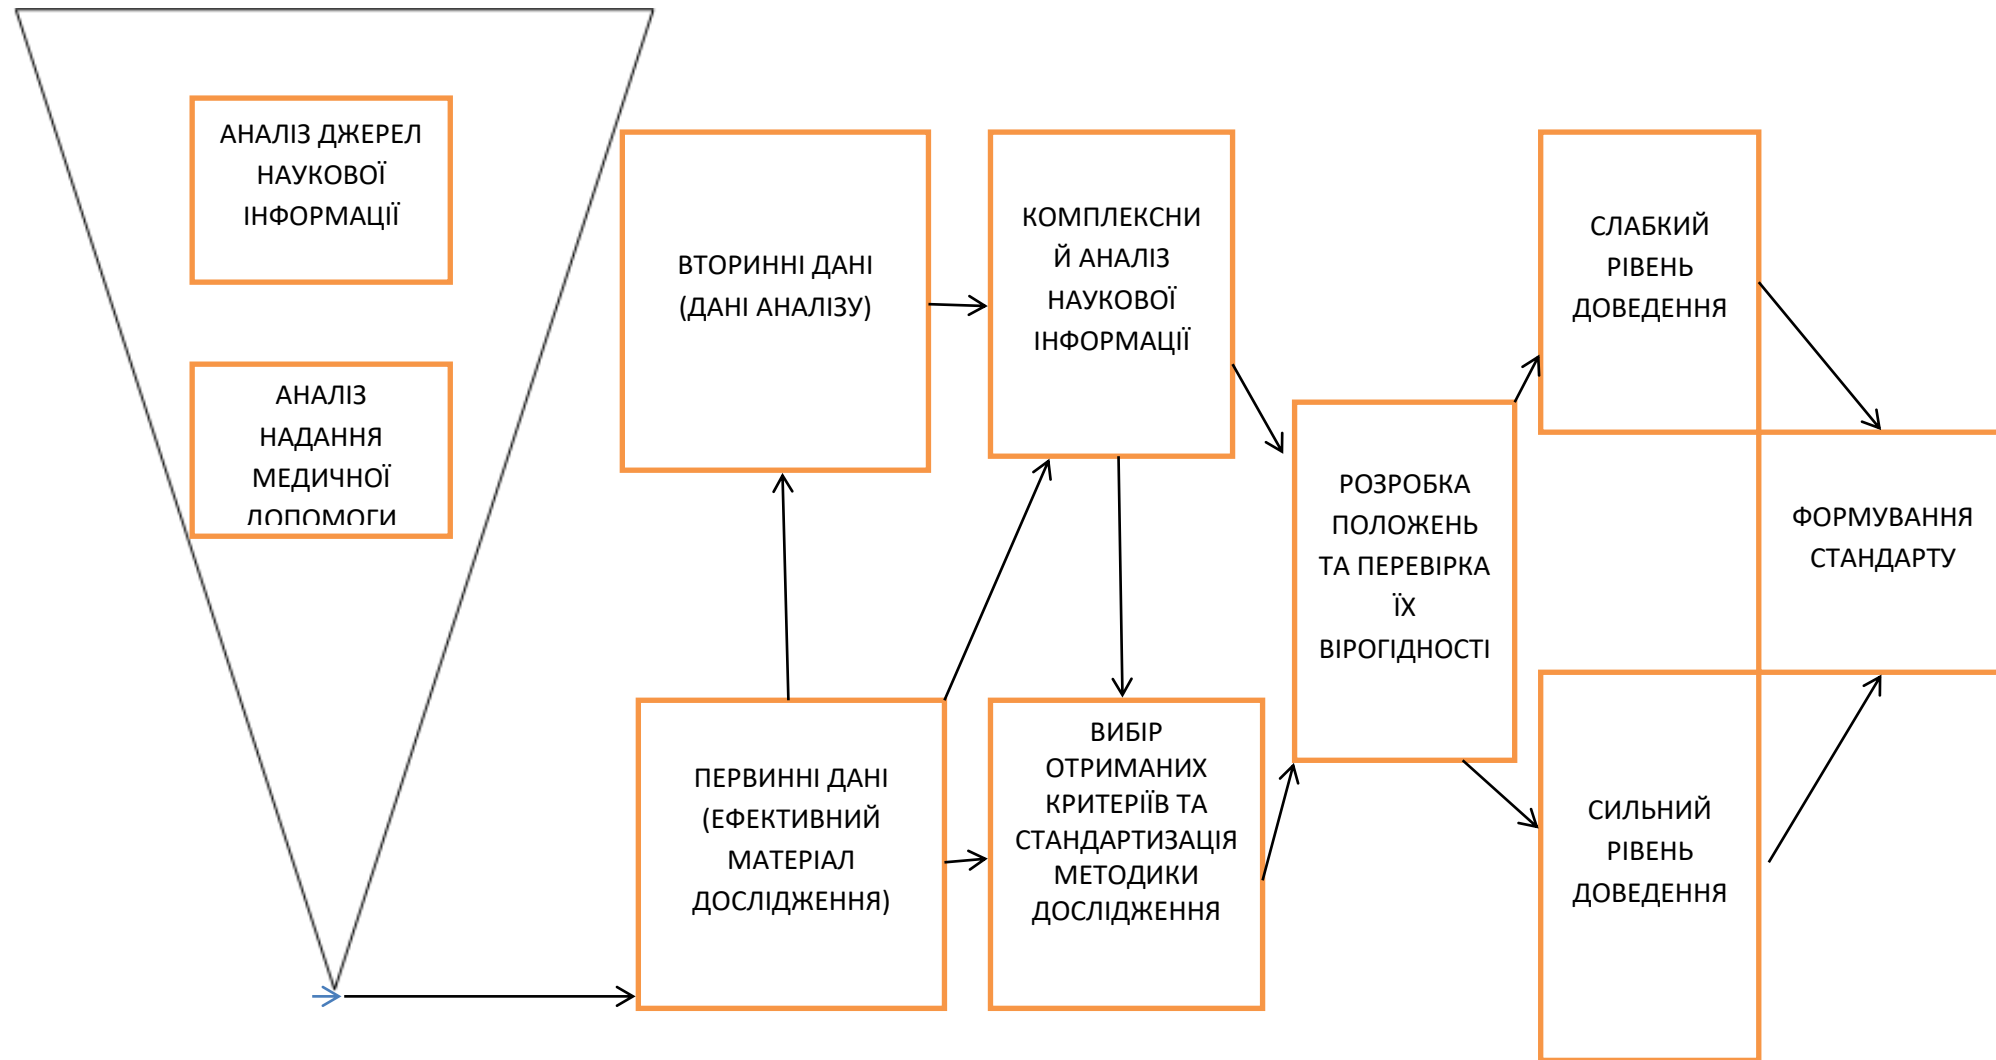 АНАЛІЗ ДЖЕРЕЛ
НАУКОВОЇ
ІНФОРМАЦІЇ
АНАЛІЗ
НАДАННЯ
МЕДИЧНОЇ
ДОПОМОГИ
ВТОРИННІ ДАНІ
(ДАНІ АНАЛІЗУ)
ПЕРВИННІ ДАНІ
(ЕФЕКТИВНИЙ
МАТЕРІАЛ
ДОСЛІДЖЕННЯ)
КОМПЛЕКСНИ
Й АНАЛІЗ
НАУКОВОЇ
ІНФОРМАЦІЇ
ВИБІР
ОТРИМАНИХ
КРИТЕРІЇВ ТА
СТАНДАРТИЗАЦІЯ
МЕТОДИКИ
ДОСЛІДЖЕННЯ
РОЗРОБКА
ПОЛОЖЕНЬ
ТА ПЕРЕВІРКА
ЇХ
ВІРОГІДНОСТІ
СЛАБКИЙ
РІВЕНЬ
ДОВЕДЕННЯ
СИЛЬНИЙ
РІВЕНЬ
ДОВЕДЕННЯ
ФОРМУВАННЯ
СТАНДАРТУ